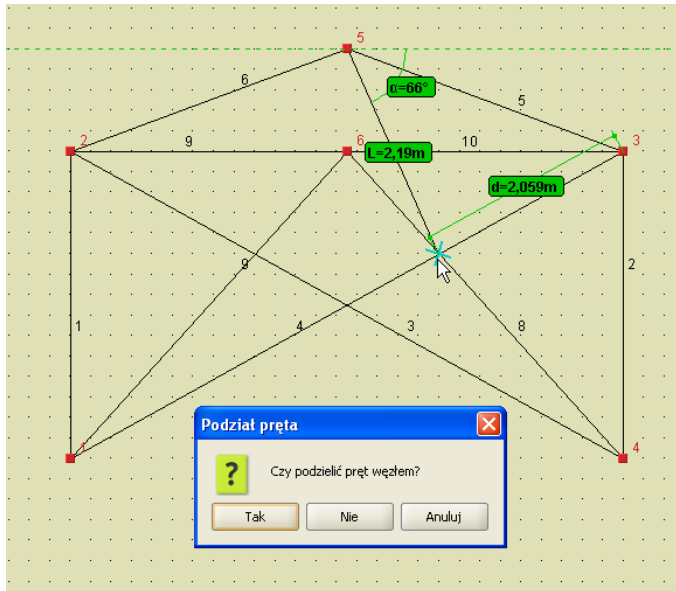 5
α=66°
6
5
2
9
6
L=2,19m
10
3
d=2,059m
9
2
1
4
3
8
1
4
Podział pręta
Czy podzielić pręt węzłem?
Tak
Nie
Anuluj